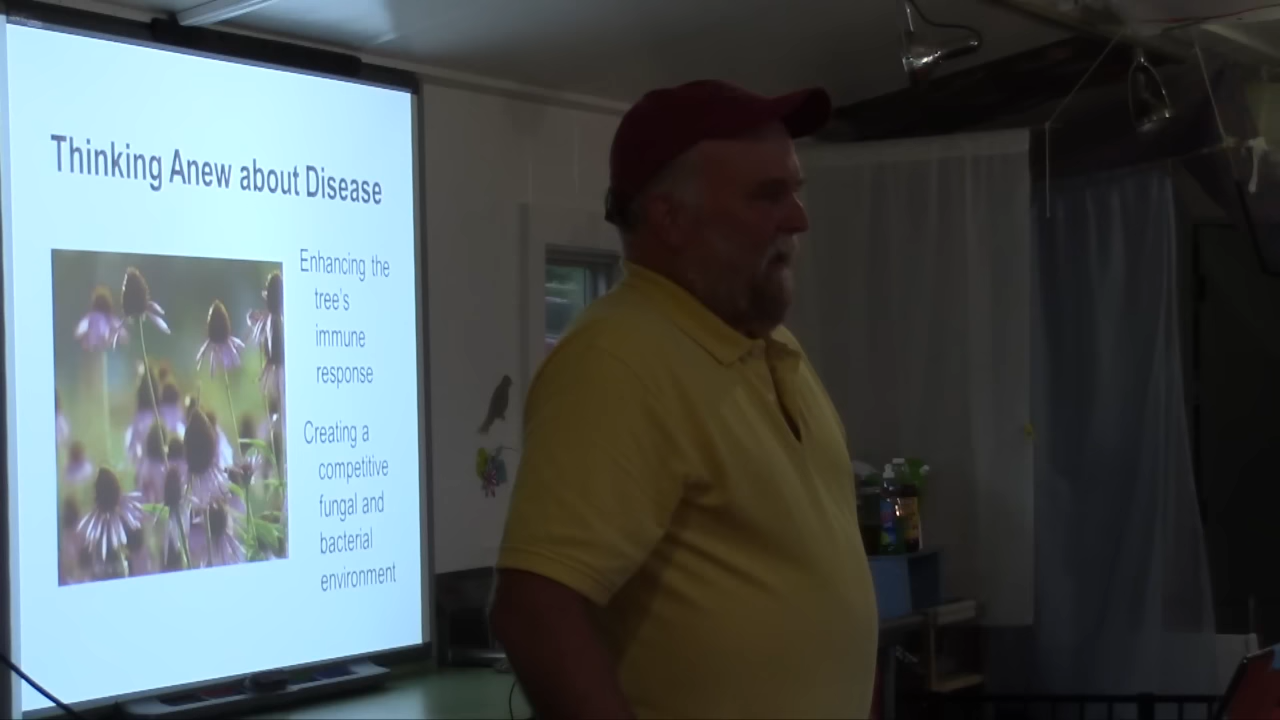 Thinking Anew about Disease
Enhancing the
tree's
immune
response
Creating a
competitive
fungal and
bacterial
environment